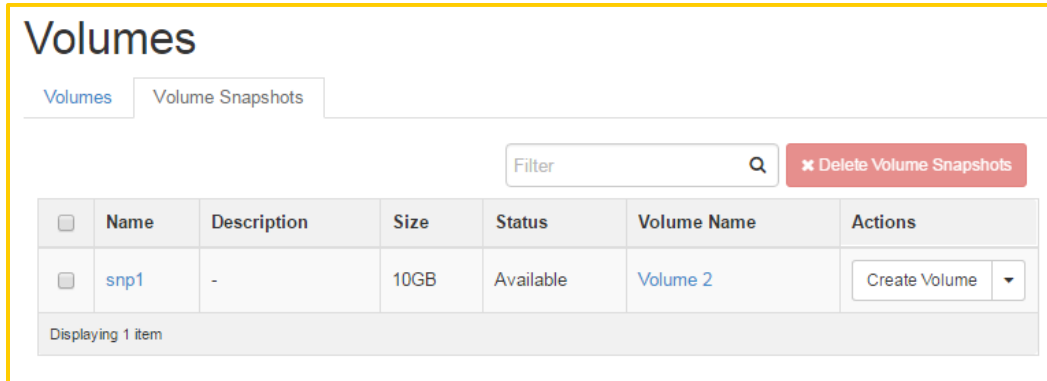 Volumes
Volumes Volume Snapshots
Filter Delete Volume Snapshots
Name Description Size Status Volume Name Actions
snp1 - 10GB Available Volume 2 Create Volume
Displaying 1 item